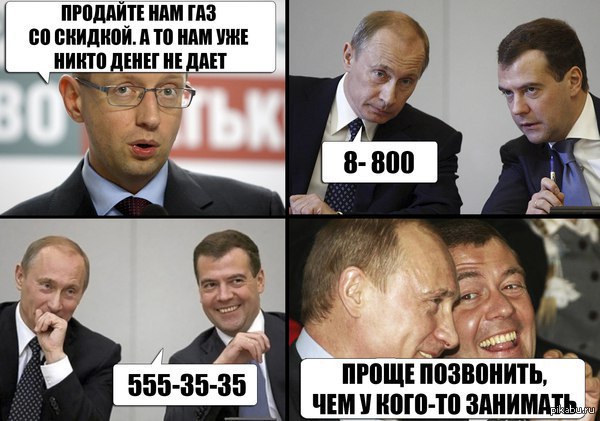 ПРОДАЙТЕ НАМ ГАЗ
СО СКИДКОЙ. А ТО НАМ УЖЕ
НИКТО ДЕНЕГ НЕ ДАЕТ
8- 800
555-35-35
ПРОЩЕ ПОЗВОНИТЬ,
ЧЕМ У КОГО-ТО ЗАНИМАТЬ
pikabu.ru